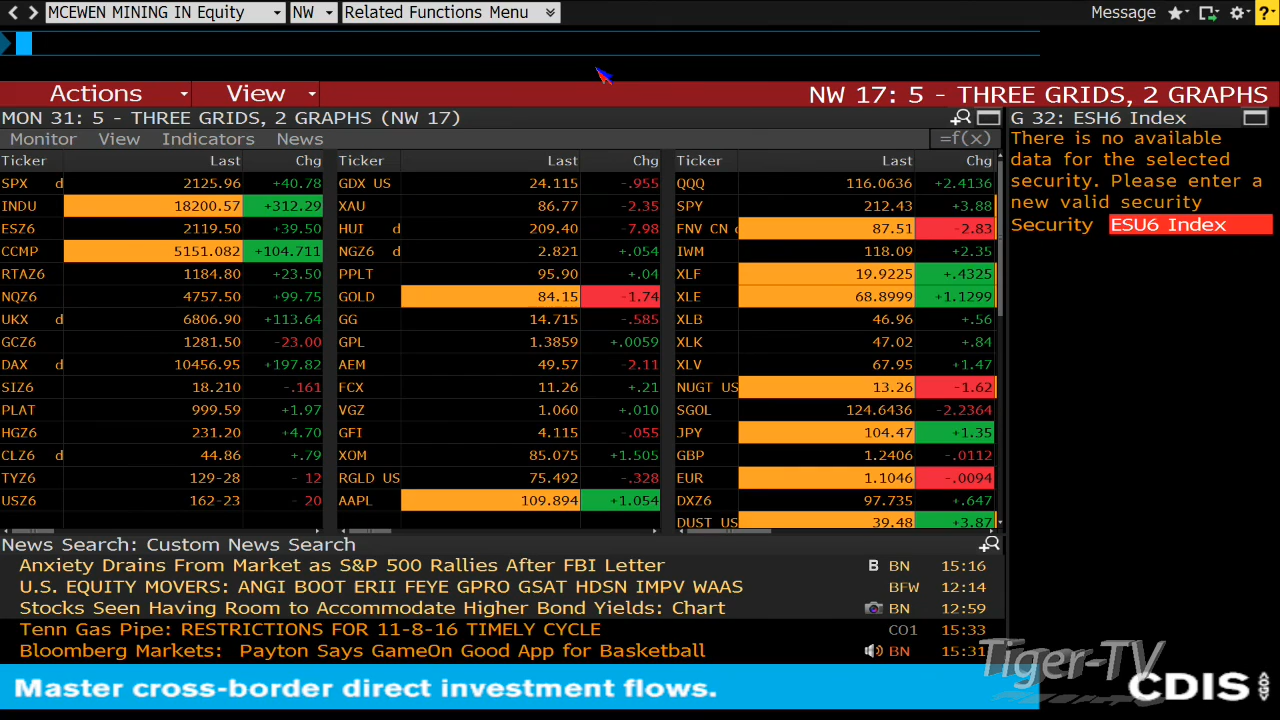 MCEWEN MINING IN Equity NW Related Functions Menu Message ?
Actions View NW 17: 5 - THREE GRIDS, 2 GRAPHS
MON 31: 5 - THREE GRIDS, 2 GRAPHS (NW 17) G 32: ESH6 Index
Monitor View Indicators News =f(x)
There is no available
data for the selected
security. Please enter a
new valid security
Security ESU6 Index
Ticker Last Chg Ticker Last Chg Ticker Last Chg
SPX d 2125.96 +40.78 GDX US 24.115 -.955 QQQ 116.0636 +2.4136
INDU 18200.57 +312.29 XAU 86.77 -2.35 SPY 212.43 +3.88
ESZ6 2119.50 +39.50 HUI d 209.40 -7.98 FNV CN d 87.51 -2.83
CCMP 5151.082 +104.711 NGZ6 d 2.821 +.054 IWM 118.09 +2.35
RTAZ6 1184.80 +23.50 PPLT 95.90 +.04 XLF 19.9225 +.4325
NQZ6 4757.50 +99.75 GOLD 84.15 -1.74 XLE 68.8999 +1.1299
UKX d 6806.90 +113.64 GG 14.715 -.585 XLB 46.96 +.56
GCZ6 1281.50 -23.00 GPL 1.3859 +.0059 XLK 47.02 +.84
DAX d 10456.95 +197.82 AEM 49.57 -2.11 XLV 67.95 +1.47
SIZ6 18.210 -.161 FCX 11.26 +.21 NUGT US 13.26 -1.62
PLAT 999.59 +1.97 VGZ 1.060 +.010 SGOL 124.6436 -2.2364
HGZ6 231.20 +4.70 GFI 4.115 -.055 JPY 104.47 +1.35
CLZ6 d 44.86 +.79 XOM 85.075 +1.505 GBP 1.2406 -.0112
TYZ6 129-28 - 12 RGLD US 75.492 -.328 EUR 1.1046 -.0094
USZ6 162-23 - 20 AAPL 109.894 +1.054 DXZ6 97.735 +.647
DUST US 39.48 +3.87
News Search: Custom News Search
Anxiety Drains From Market as S&P 500 Rallies After FBI Letter B BN 15:16
U.S. EQUITY MOVERS: ANGI BOOT ERII FEYE GPRO GSAT HDSN IMPV WAAS BFW 12:14
Stocks Seen Having Room to Accommodate Higher Bond Yields: Chart BN 12:59
Tenn Gas Pipe: RESTRICTIONS FOR 11-8-16 TIMELY CYCLE CO1 15:33
Bloomberg Markets: Payton Says GameOn Good App for Basketball BN 15:31
Tiger-TV
Master cross-border direct investment flows. CDIS